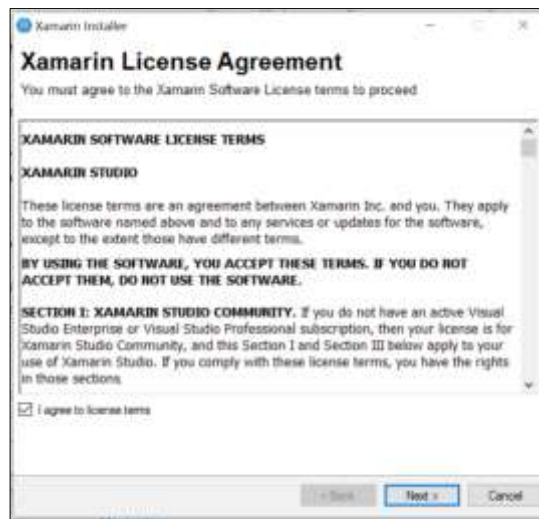 Xamarin Installer
Xamarin License Agreement
You must agree to the Xamarin Software License terms to proceed
XAMARIN SOFTWARE LICENSE TERMS
XAMARIN STUDIO
These license terms are an agreement between Xamarin Inc. and you. They apply
to the software named above and to any services or updates for the software,
except to the extent those have different terms.
BY USING THE SOFTWARE, YOU ACCEPT THESE TERMS. IF YOU DO NOT
ACCEPT THEM, DO NOT USE THE SOFTWARE.
SECTION I: XAMARIN STUDIO COMMUNITY. If you do not have an active Visual
Studio Enterprise or Visual Studio Professional subscription, then your license is for
Xamarin Studio Community, and this Section I and Section III below apply to your
use of Xamarin Studio. If you comply with these license terms, you have the rights
in those sections
I agree to license terms
< Back Next > Cancel